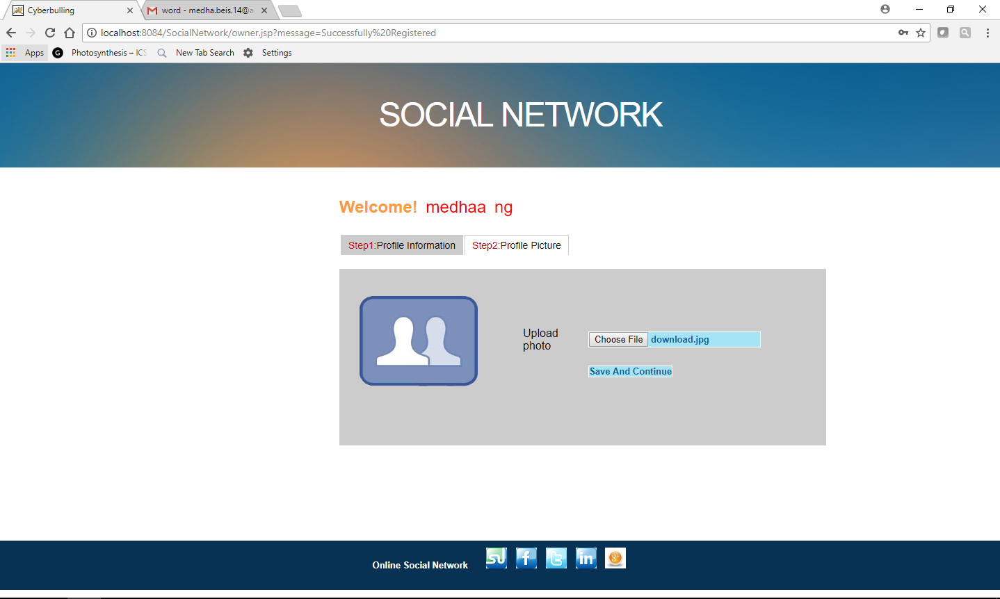 Cyberbulling
word - medha.beis.14@a
localhost:8084/SocialNetwork/owner.jsp?message=Successfully%20Registered
Apps
G
Photosynthesis – ICS
New Tab Search
Settings
SOCIAL NETWORK
Welcome! medhaa ng
Step1:Profile Information
Step2:Profile Picture
Upload
photo
Choose File download.jpg
Save And Continue
Online Social Network
su f t in g+